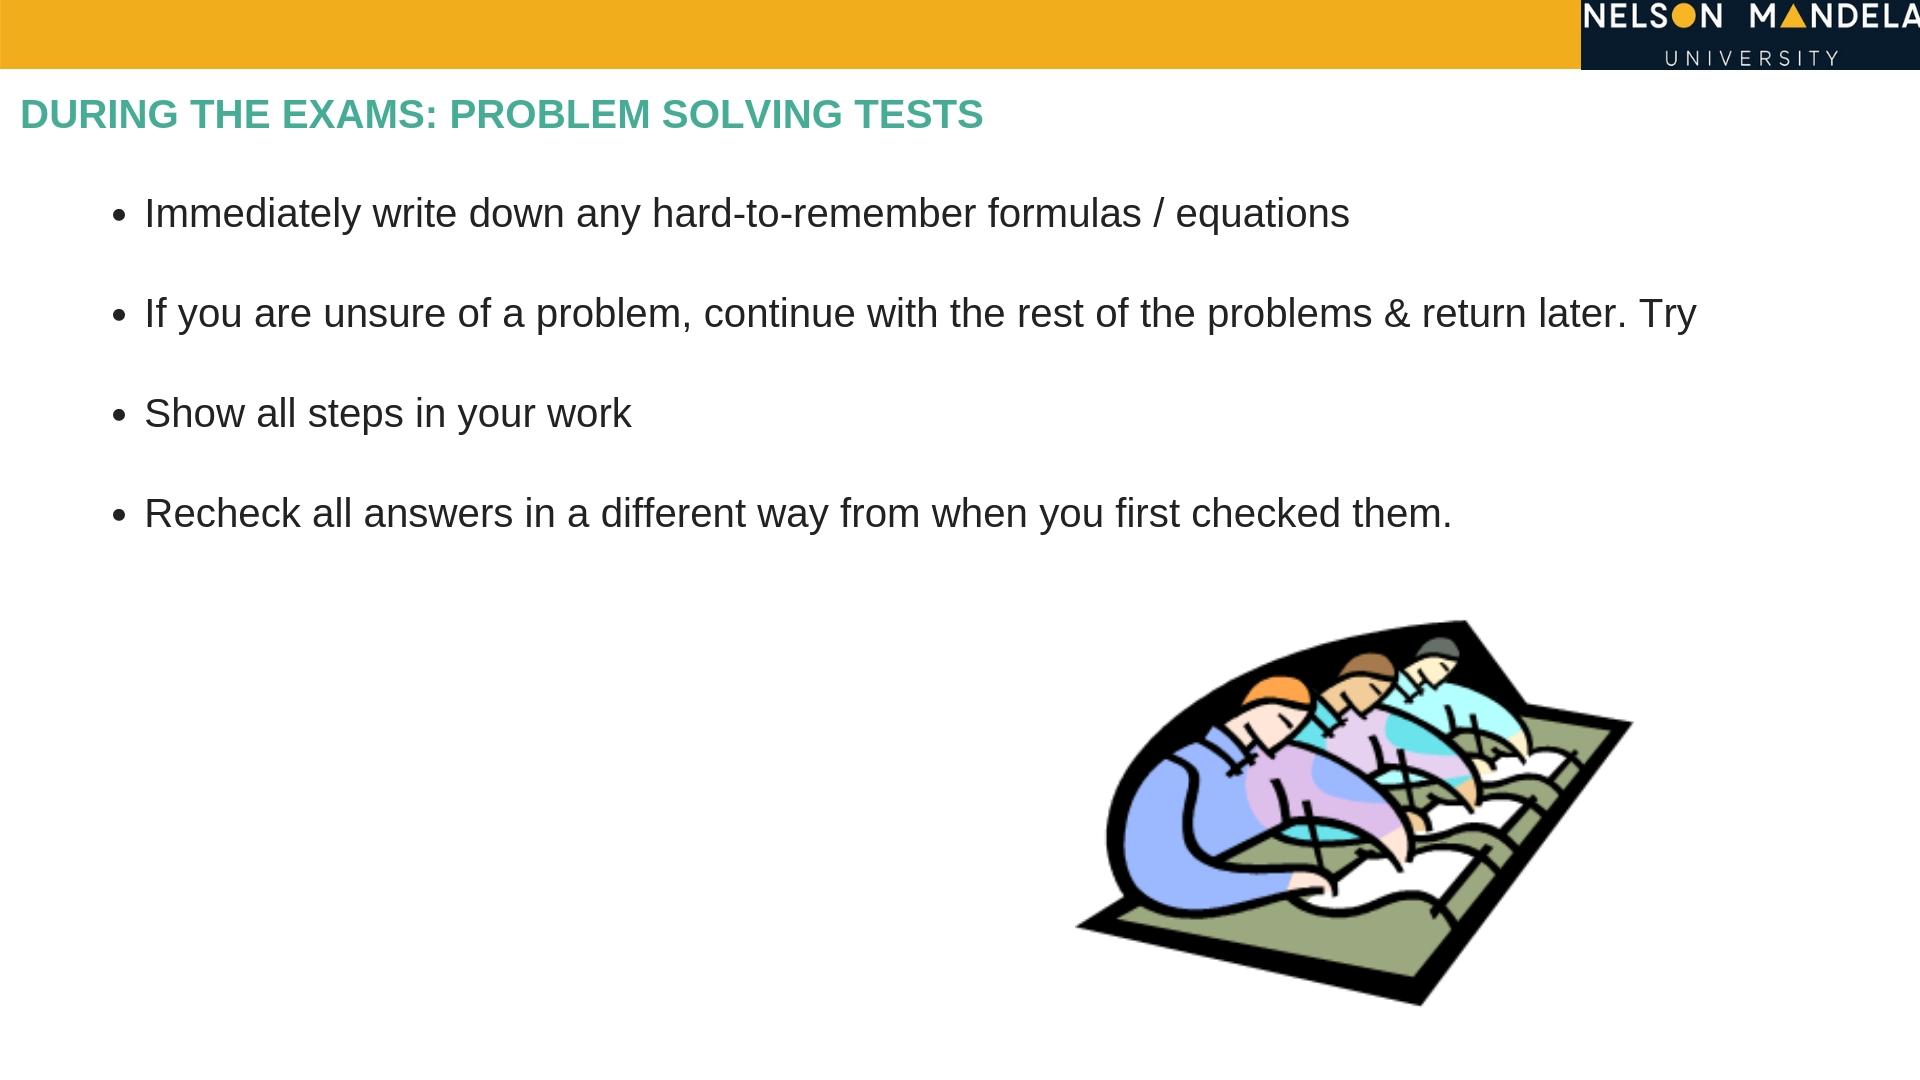 NELSON MANDELA
UNIVERSITY
DURING THE EXAMS: PROBLEM SOLVING TESTS
• Immediately write down any hard-to-remember formulas / equations
• If you are unsure of a problem, continue with the rest of the problems & return later. Try
• Show all steps in your work
• Recheck all answers in a different way from when you first checked them.